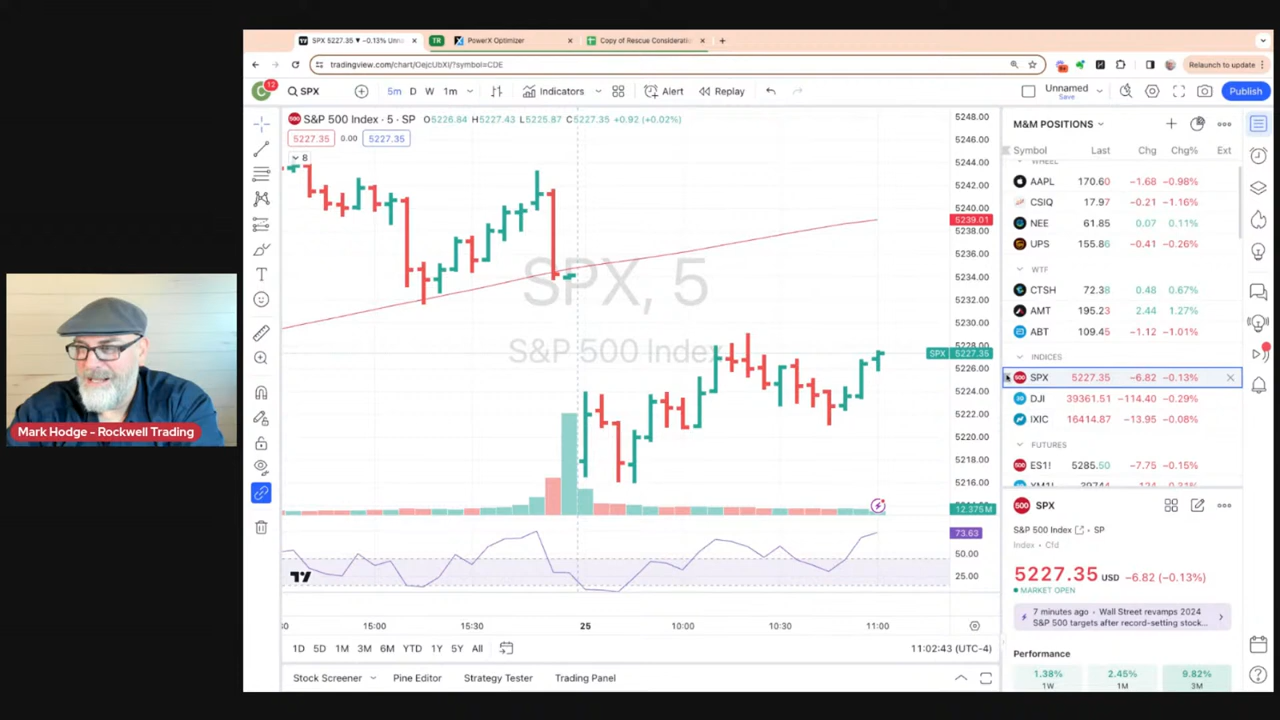 SPX 5227.35 ▼ −0.13% Unna
TR
PowerX Optimizer
Copy of Rescue Consideratio
tradingview.com/chart/OejcUbXI/?symbol=CDE
Relaunch to update
C 12 SPX 5m D W 1m Indicators Alert Replay Unnamed Save Publish
S&P 500 Index · 5 · SP O5226.84 H5227.43 L5225.87 C5227.35 +0.92 (+0.02%)
5227.35 0.00 5227.35
8
SPX, 5
S&P 500 Index
5248.00
5246.00
5244.00
5242.00
5240.00
5239.01
5238.00
5236.00
5234.00
5232.00
5230.00
5228.00
SPX 5227.35
5226.00
5224.00
5222.00
5220.00
5218.00
5216.00
12.375M
73.63
50.00
25.00
15:00 15:30 25 10:00 10:30 11:00
1D 5D 1M 3M 6M YTD 1Y 5Y All 11:02:43 (UTC-4)
Stock Screener Pine Editor Strategy Tester Trading Panel
M&M POSITIONS
Symbol Last Chg Chg% Ext
WHEEL
AAPL 170.60 −1.68 −0.98%
CSIQ 17.97 −0.21 −1.16%
NEE 61.85 0.07 0.11%
UPS 155.86 −0.41 −0.26%
WTF
CTSH 72.38 0.48 0.67%
AMT 195.23 2.44 1.27%
ABT 109.45 −1.12 −1.01%
INDICES
SPX 5227.35 −6.82 −0.13%
DJI 39361.51 −114.40 −0.29%
IXIC 16414.87 −13.95 −0.08%
FUTURES
ES1! 5285.50 −7.75 −0.15%
YM1!
SPX
S&P 500 Index · SP
Index · Cfd
5227.35 USD −6.82 (−0.13%)
MARKET OPEN
7 minutes ago · Wall Street revamps 2024
S&P 500 targets after record-setting stock...
Performance
1.38% 2.45% 9.82%
1W 1M 3M
Mark Hodge - Rockwell Trading